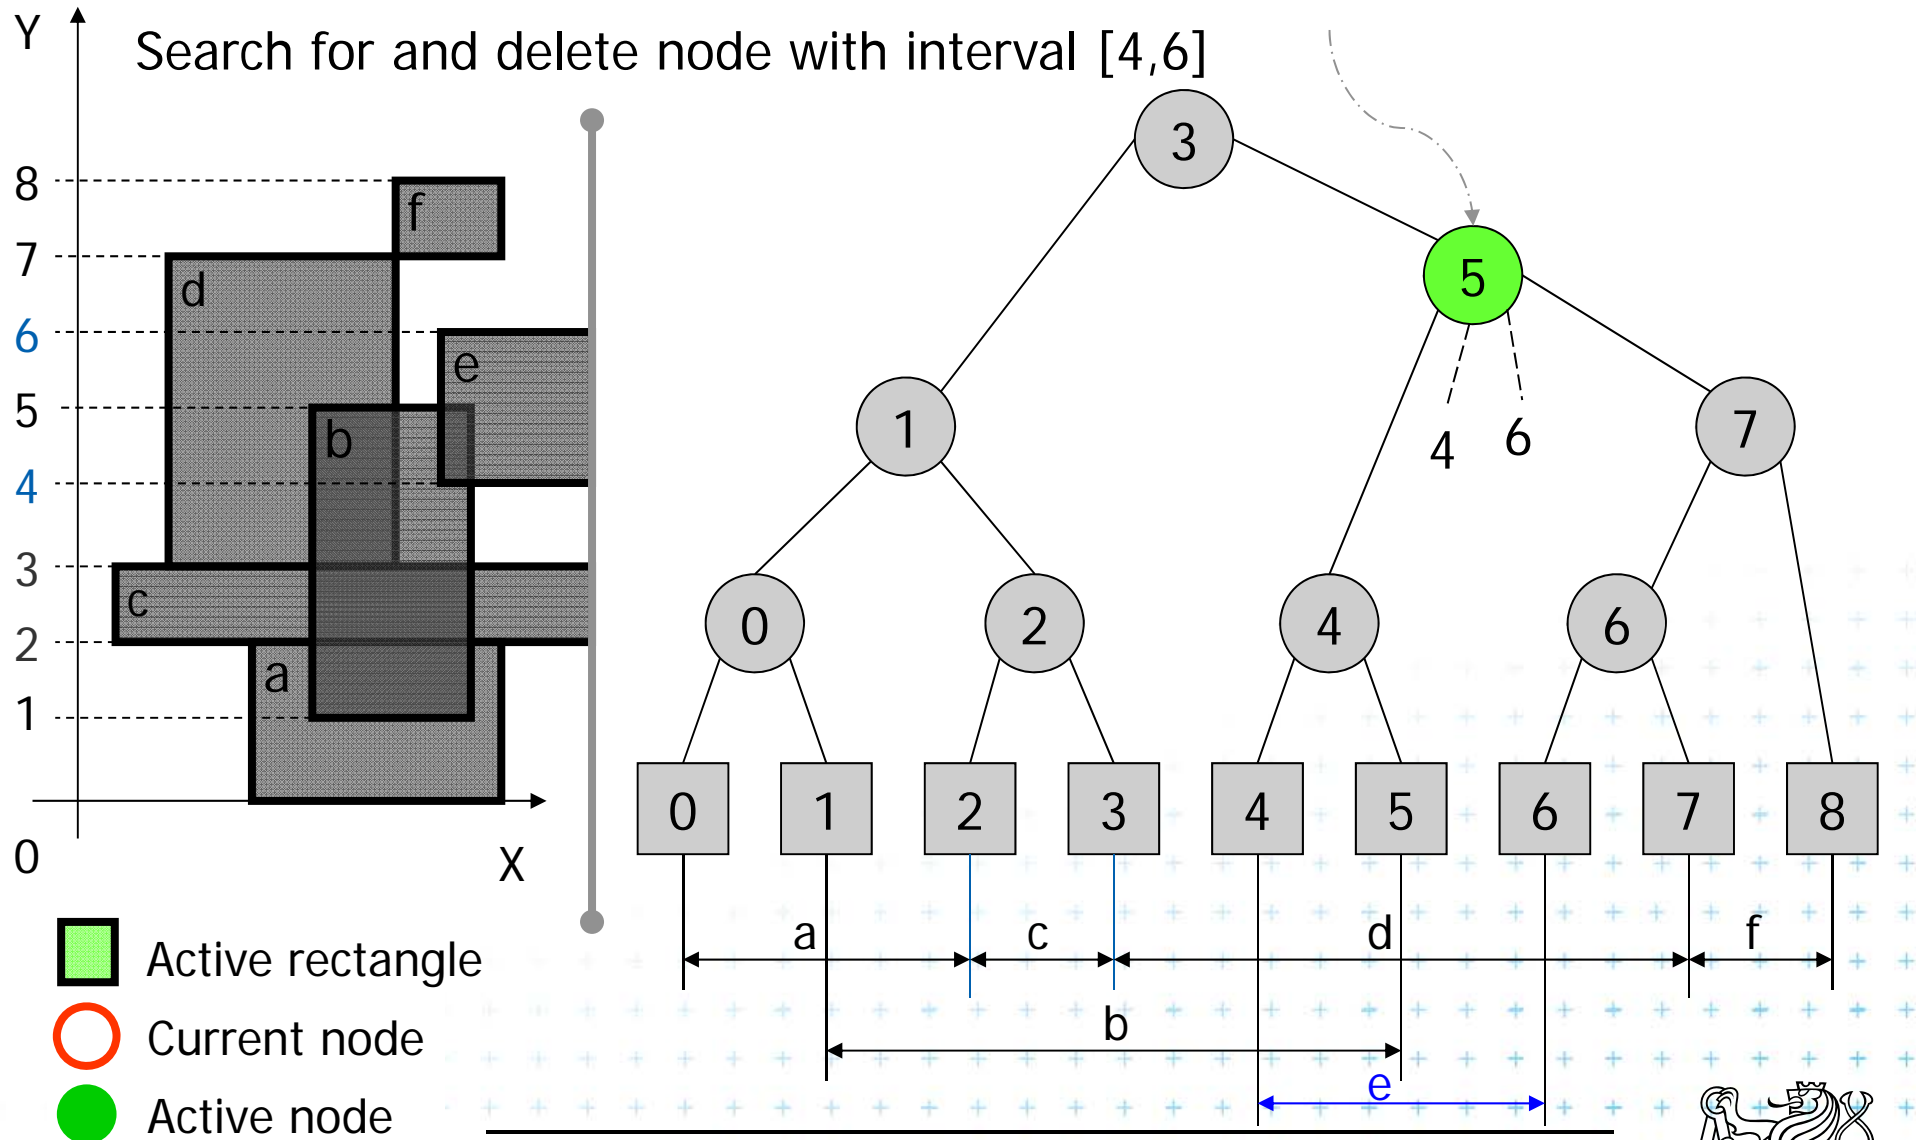 Y
Search for and delete node with interval [4,6]
3
8
f
7
d
5
6
e
5
b
1
4 6
7
4
3
c
0
2
4
6
2
a
1
0 1 2 3 4 5 6 7 8
0
X
a
c
d
f
Active rectangle
b
Current node
e
Active node